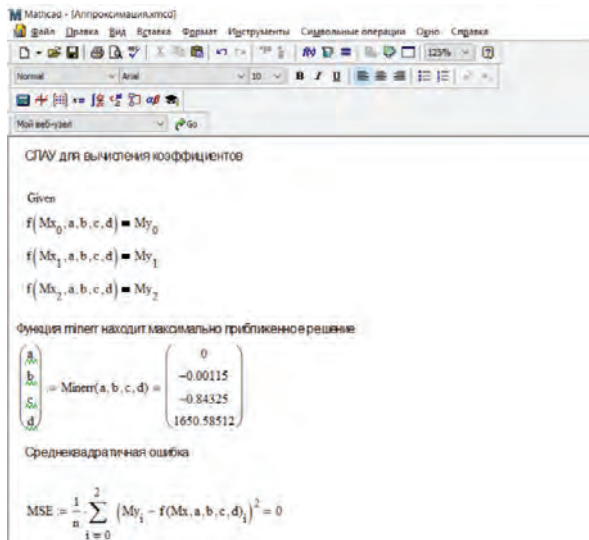 Mathcad - [Аппроксимация.xmcd]
Файл Правка Вид Вставка Формат Инструменты Символьные операции Окно Справка
125%
Normal Arial 10 B I U
Мой веб-узел Go
СЛАУ для вычисления коэффициентов
Given
f(Mx₀, a, b, c, d) = My₀
f(Mx₁, a, b, c, d) = My₁
f(Mx₂, a, b, c, d) = My₂
Функция minerr находит максимально приближенное решение
(a b c d) := Minerr(a, b, c, d) = (0 −0.00115 −0.84325 1650.58512)
Среднеквадратичная ошибка
MSE := 1/n · ∑ i = 0 2 (Myᵢ − f(Mx, a, b, c, d)ᵢ)² = 0